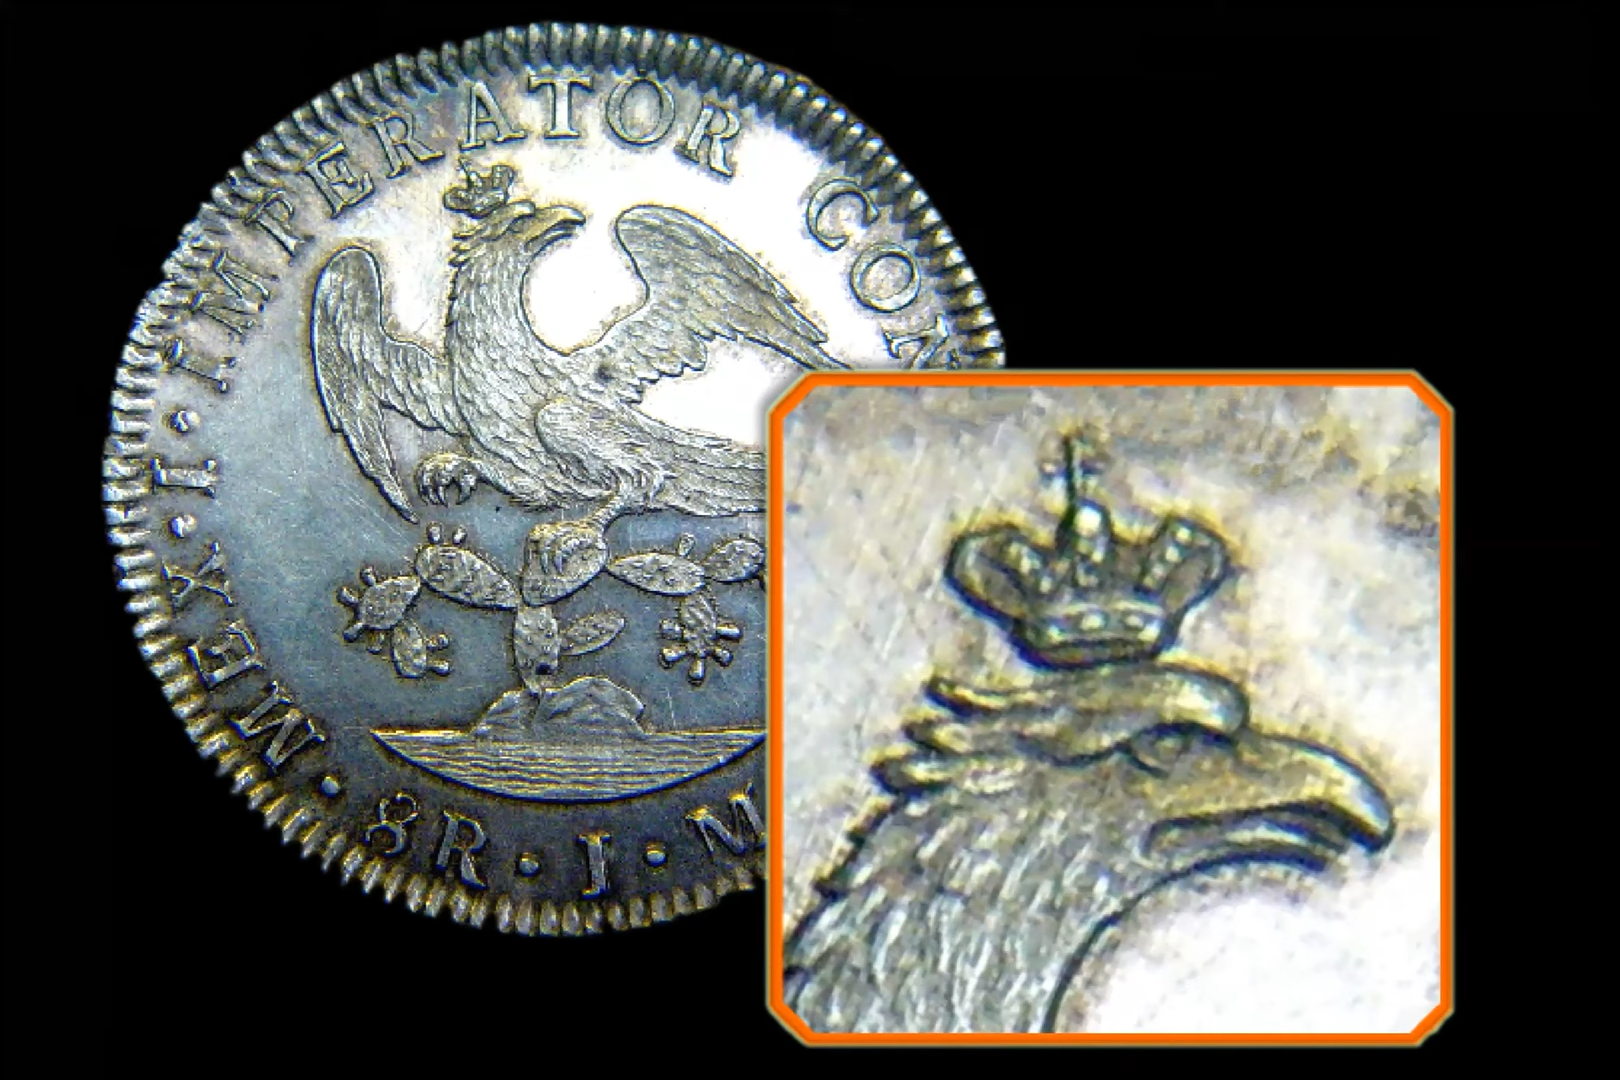 MEX · I · IMPERATOR CON
· 8R · I · M